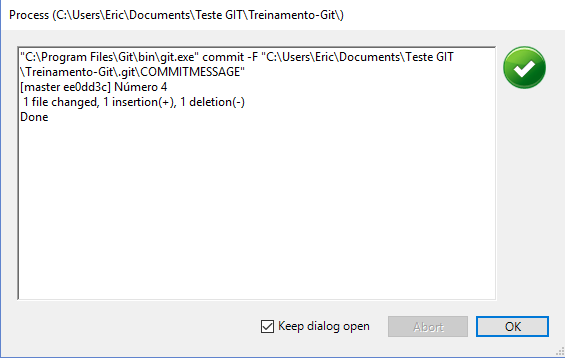 Process (C:\Users\Eric\Documents\Teste GIT\Treinamento-Git\)
"C:\Program Files\Git\bin\git.exe" commit -F "C:\Users\Eric\Documents\Teste GIT
\Treinamento-Git\.git\COMMITMESSAGE"
[master ee0dd3c] Número 4
1 file changed, 1 insertion(+), 1 deletion(-)
Done
Keep dialog open
Abort
OK